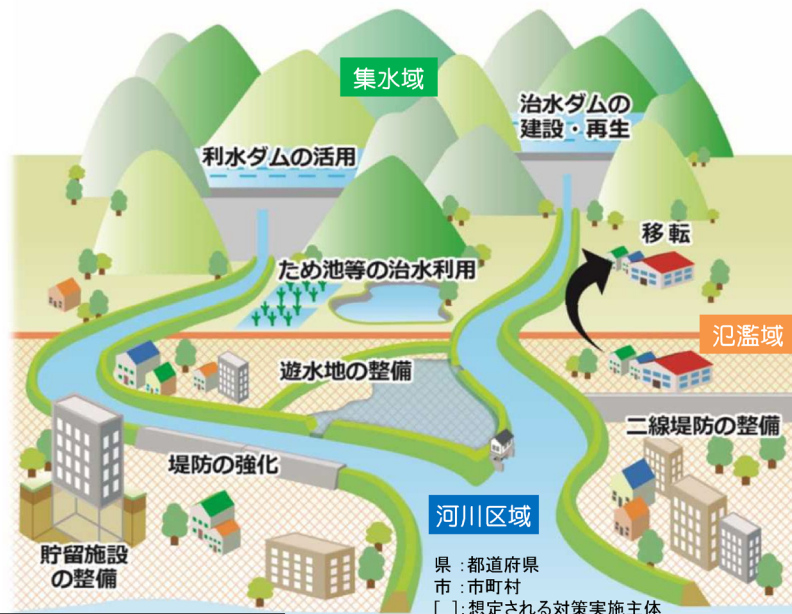 集水域
治水ダムの
建設・再生
利水ダムの活用
移転
ため池等の治水利用
氾濫域
遊水地の整備
二線堤防の整備
堤防の強化
河川区域
貯留施設
の整備
県：都道府県
市：市町村
[ ]：想定される対策実施主体